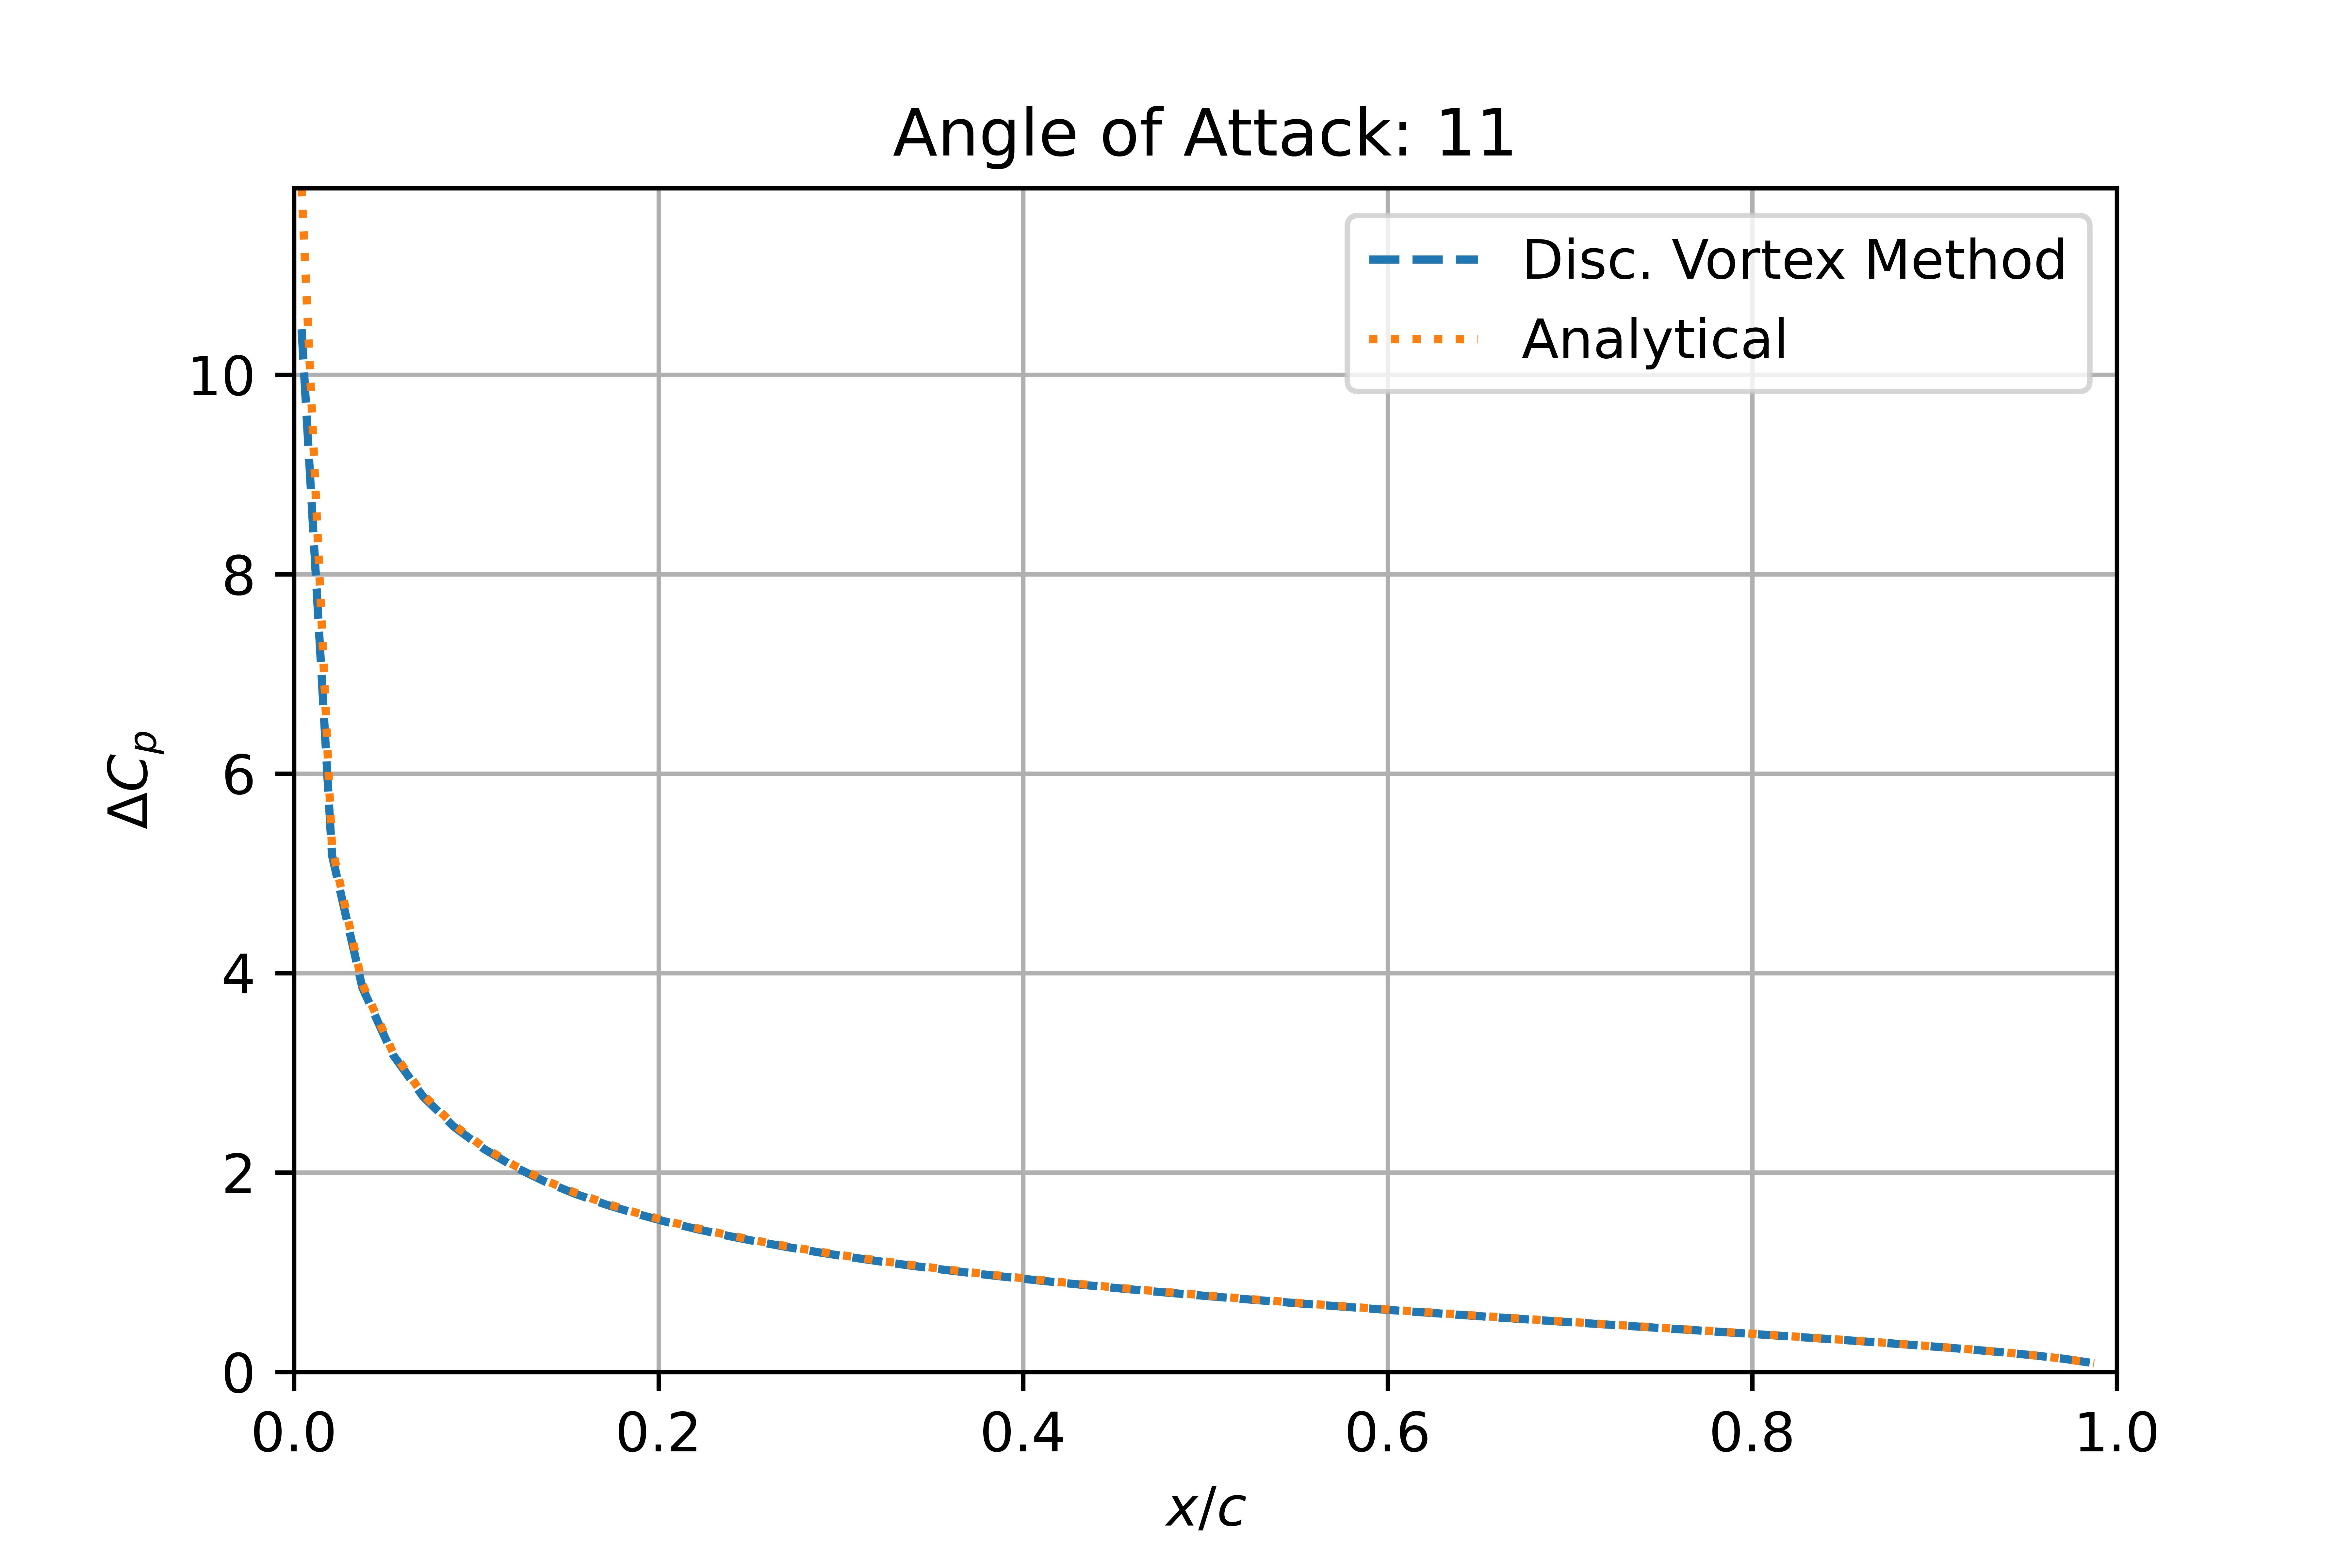 Angle of Attack: 11
Disc. Vortex Method
Analytical
10
8
6
4
2
0
ΔCₚ
0.0 0.2 0.4 0.6 0.8 1.0
x/c